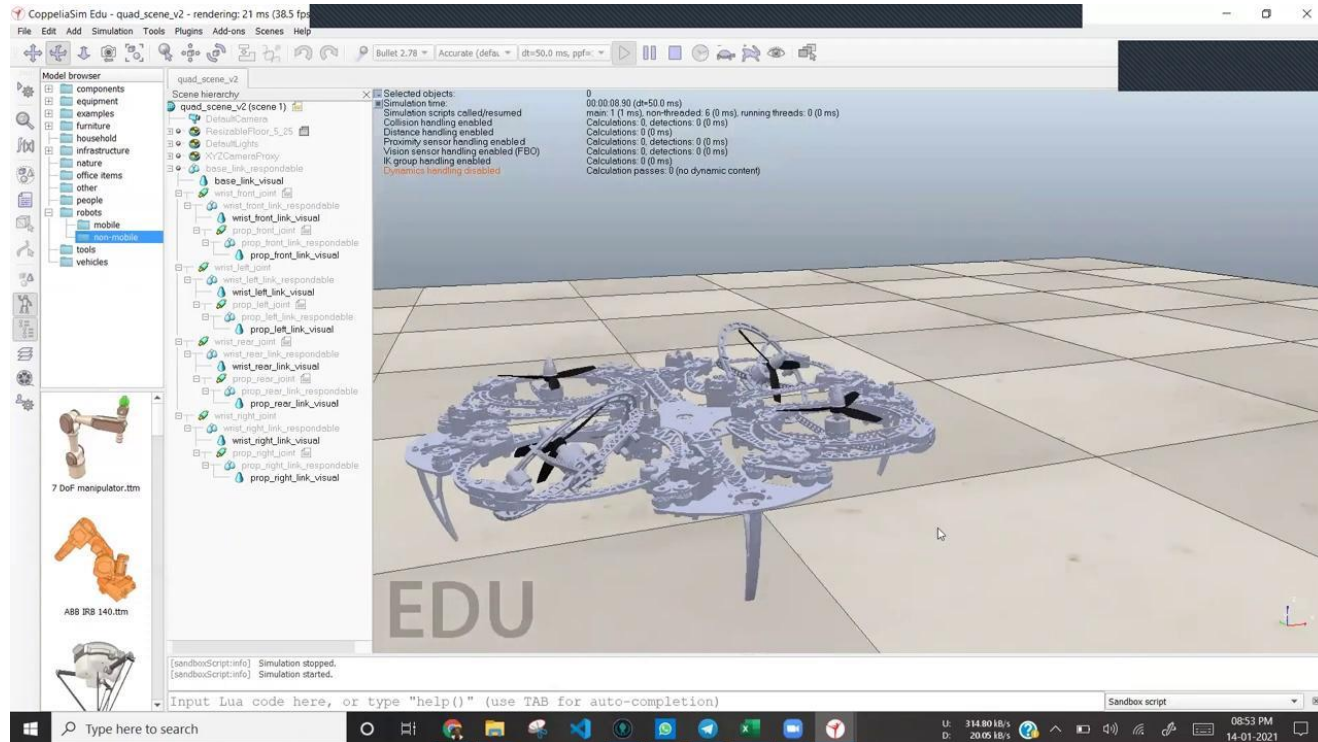 CoppeliaSim Edu - quad_scene_v2 - rendering: 21 ms (38.5 fps
File Edit Add Simulation Tools Plugins Add-ons Scenes Help
Bullet 2.78 Accurate (defau dt=50.0 ms, ppf=
Model browser
components
equipment
examples
furniture
household
infrastructure
nature
office items
other
people
robots
mobile
non-mobile
tools
vehicles
7 DoF manipulator.ttm
ABB IRB 140.ttm
quad_scene_v2
Scene hierarchy
quad_scene_v2 (scene 1)
DefaultCamera
ResizableFloor_5_25
DefaultLights
XYZCameraProxy
base_link_respondable
base_link_visual
wrist_front_joint
wrist_front_link_respondable
wrist_front_link_visual
prop_front_joint
prop_front_link_respondable
prop_front_link_visual
wrist_left_joint
wrist_left_link_respondable
wrist_left_link_visual
prop_left_joint
prop_left_link_respondable
prop_left_link_visual
wrist_rear_joint
wrist_rear_link_respondable
wrist_rear_link_visual
prop_rear_joint
prop_rear_link_respondable
prop_rear_link_visual
wrist_right_joint
wrist_right_link_respondable
wrist_right_link_visual
prop_right_joint
prop_right_link_respondable
prop_right_link_visual
Selected objects: 0
Simulation time: 00:00:08.90 (dt=50.0 ms)
Simulation scripts called/resumed main: 1 (1 ms), non-threaded: 6 (0 ms), running threads: 0 (0 ms)
Collision handling enabled Calculations: 0, detections: 0 (0 ms)
Distance handling enabled Calculations: 0 (0 ms)
Proximity sensor handling enabled Calculations: 0, detections: 0 (0 ms)
Vision sensor handling enabled (FBO) Calculations: 0, detections: 0 (0 ms)
IK group handling enabled Calculations: 0 (0 ms)
Dynamics handling disabled Calculation passes: 0 (no dynamic content)
EDU
[sandboxScript:info] Simulation stopped.
[sandboxScript:info] Simulation started.
Input Lua code here, or type "help()" (use TAB for auto-completion)
Sandbox script
Type here to search
U: 314.80 kB/s
D: 20.05 kB/s
08:53 PM
14-01-2021